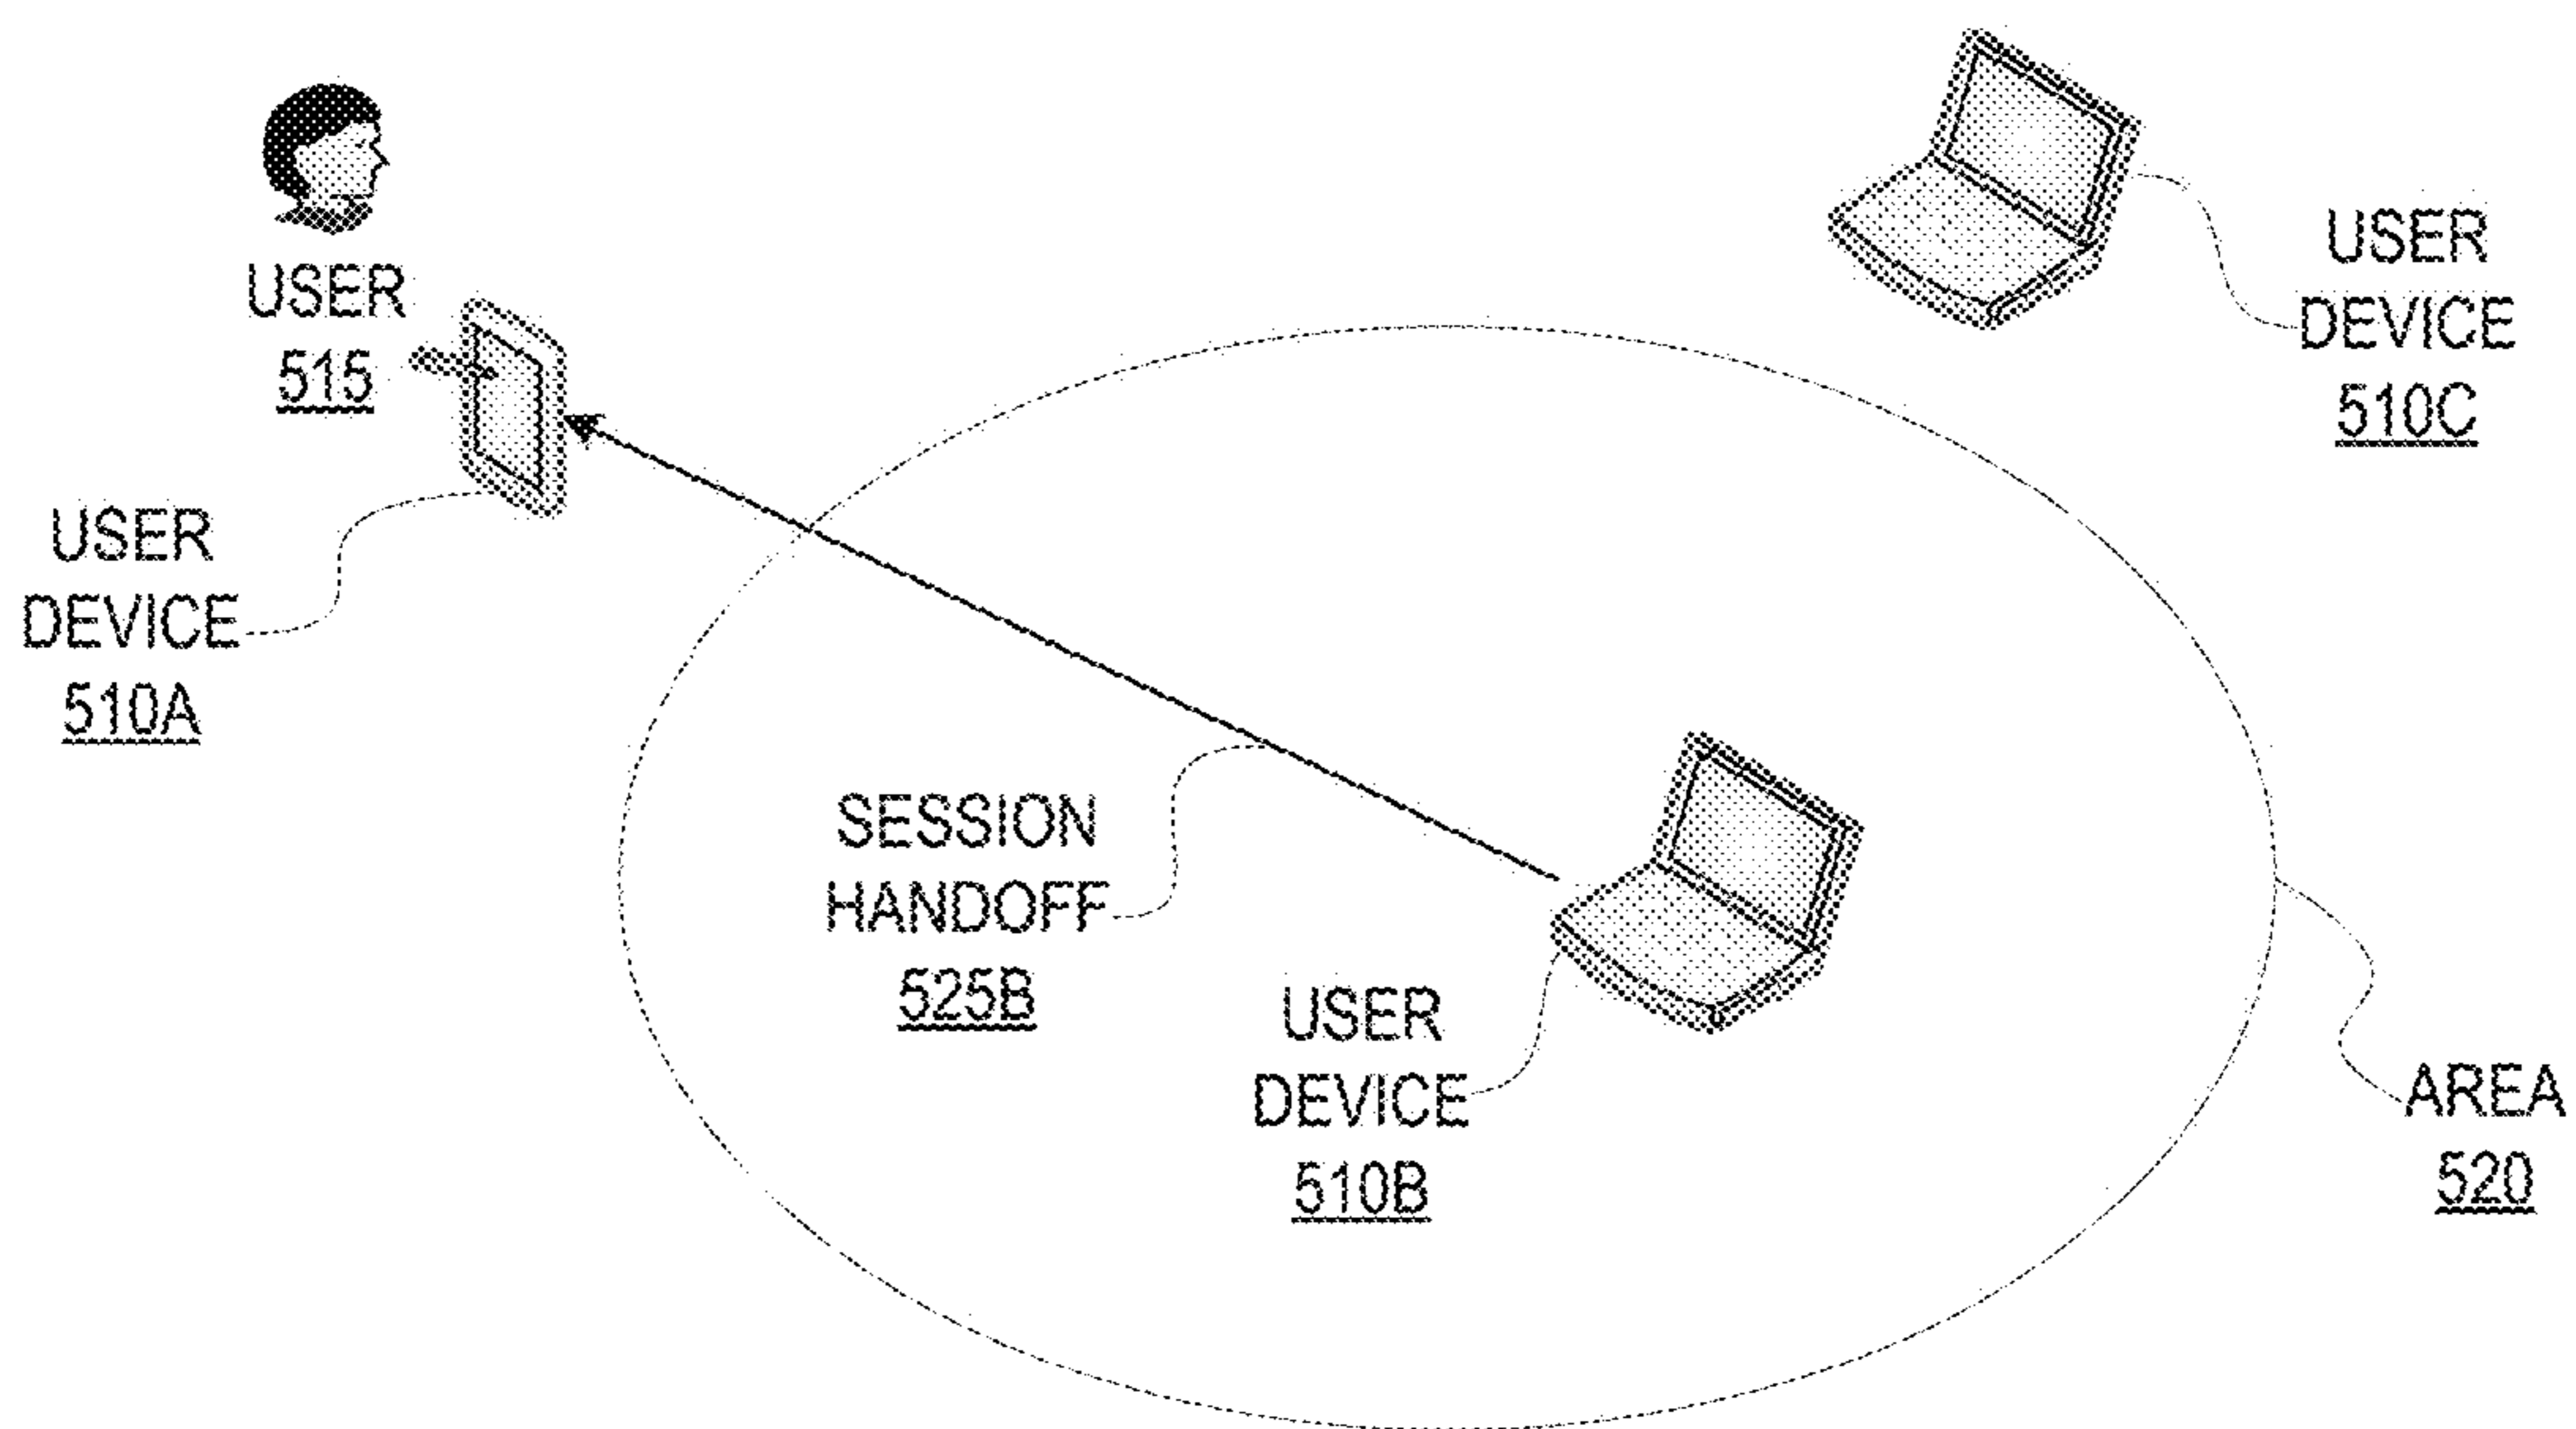 USER
515
USER
DEVICE
510C
USER
DEVICE
510A
SESSION
HANDOFF
525B
USER
DEVICE
510B
AREA
520